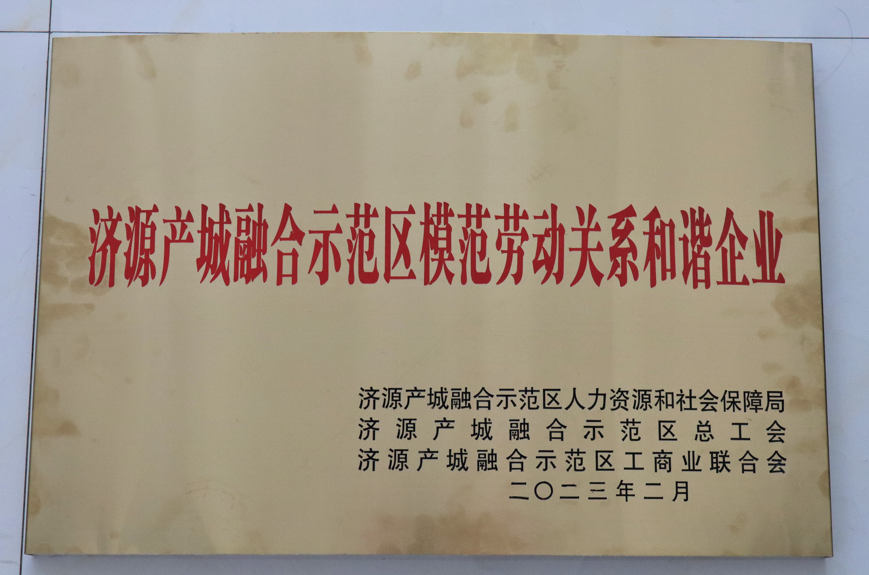 济源产城融合示范区模范劳动关系和谐企业
济源产城融合示范区人力资源和社会保障局
济源产城融合示范区总工会
济源产城融合示范区工商业联合会
二〇二三年二月